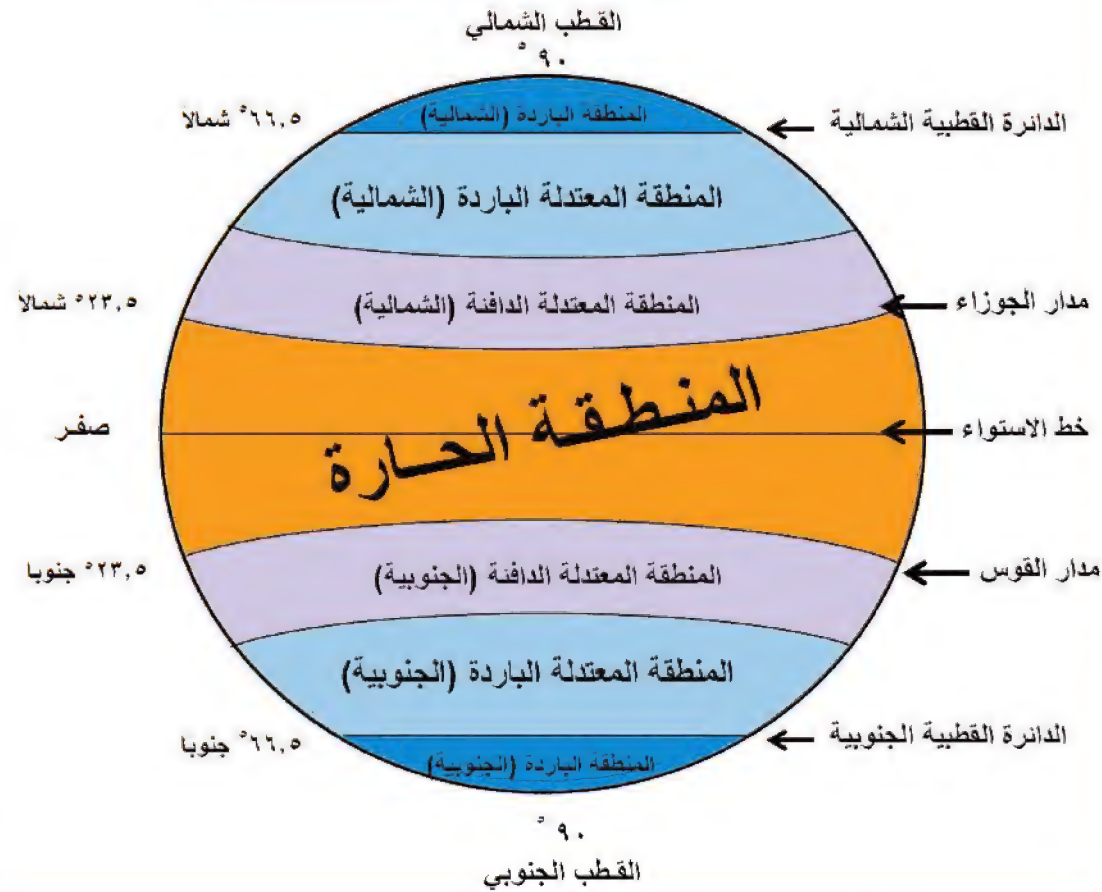 القطب الشمالي
٩٠ °
المنطقة الباردة (الشمالية)
الدائرة القطبية الشمالية
٦٦,٥° شمالاً
المنطقة المعتدلة الباردة (الشمالية)
مدار الجوزاء
المنطقة المعتدلة الدافئة (الشمالية)
٢٣,٥° شمالاً
المنطقة الحارة
خط الاستواء
صفر
مدار القوس
المنطقة المعتدلة الدافئة (الجنوبية)
٢٣,٥° جنوبا
المنطقة المعتدلة الباردة (الجنوبية)
الدائرة القطبية الجنوبية
٦٦,٥° جنوبا
المنطقة الباردة (الجنوبية)
٩٠ °
القطب الجنوبي